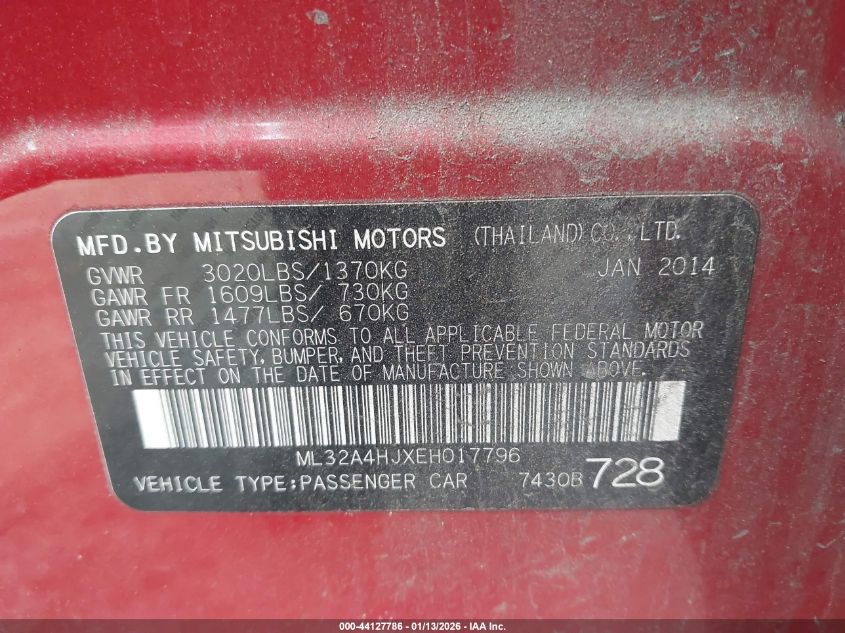 MFD.BY MITSUBISHI MOTORS (THAILAND) CO.,LTD.
GVWR 3020LBS/1370KG JAN 2014
GAWR FR 1609LBS/ 730KG
GAWR RR 1477LBS/ 670KG
THIS VEHICLE CONFORMS TO ALL APPLICABLE FEDERAL MOTOR
VEHICLE SAFETY, BUMPER, AND THEFT PREVENTION STANDARDS
IN EFFECT ON THE DATE OF MANUFACTURE SHOWN ABOVE.
ML32A4HJXEH017796
VEHICLE TYPE:PASSENGER CAR 7430B 728
000-44127786 - 01/13/2026 - IAA Inc.